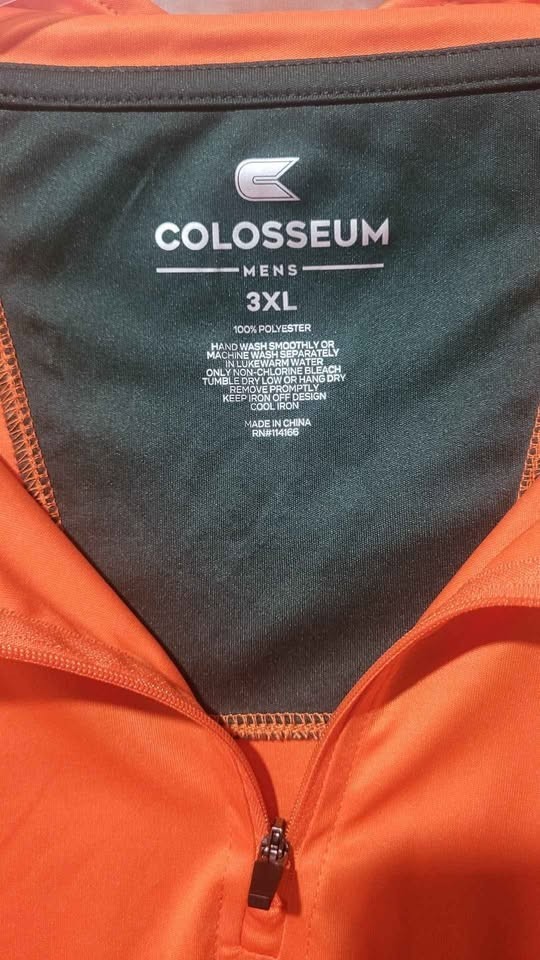 COLOSSEUM
MENS
3XL
100% POLYESTER
HAND WASH SMOOTHLY OR
MACHINE WASH SEPARATELY
IN LUKEWARM WATER
ONLY NON-CHLORINE BLEACH
TUMBLE DRY LOW OR HANG DRY
REMOVE PROMPTLY
KEEP IRON OFF DESIGN
COOL IRON
MADE IN CHINA
RN#114166